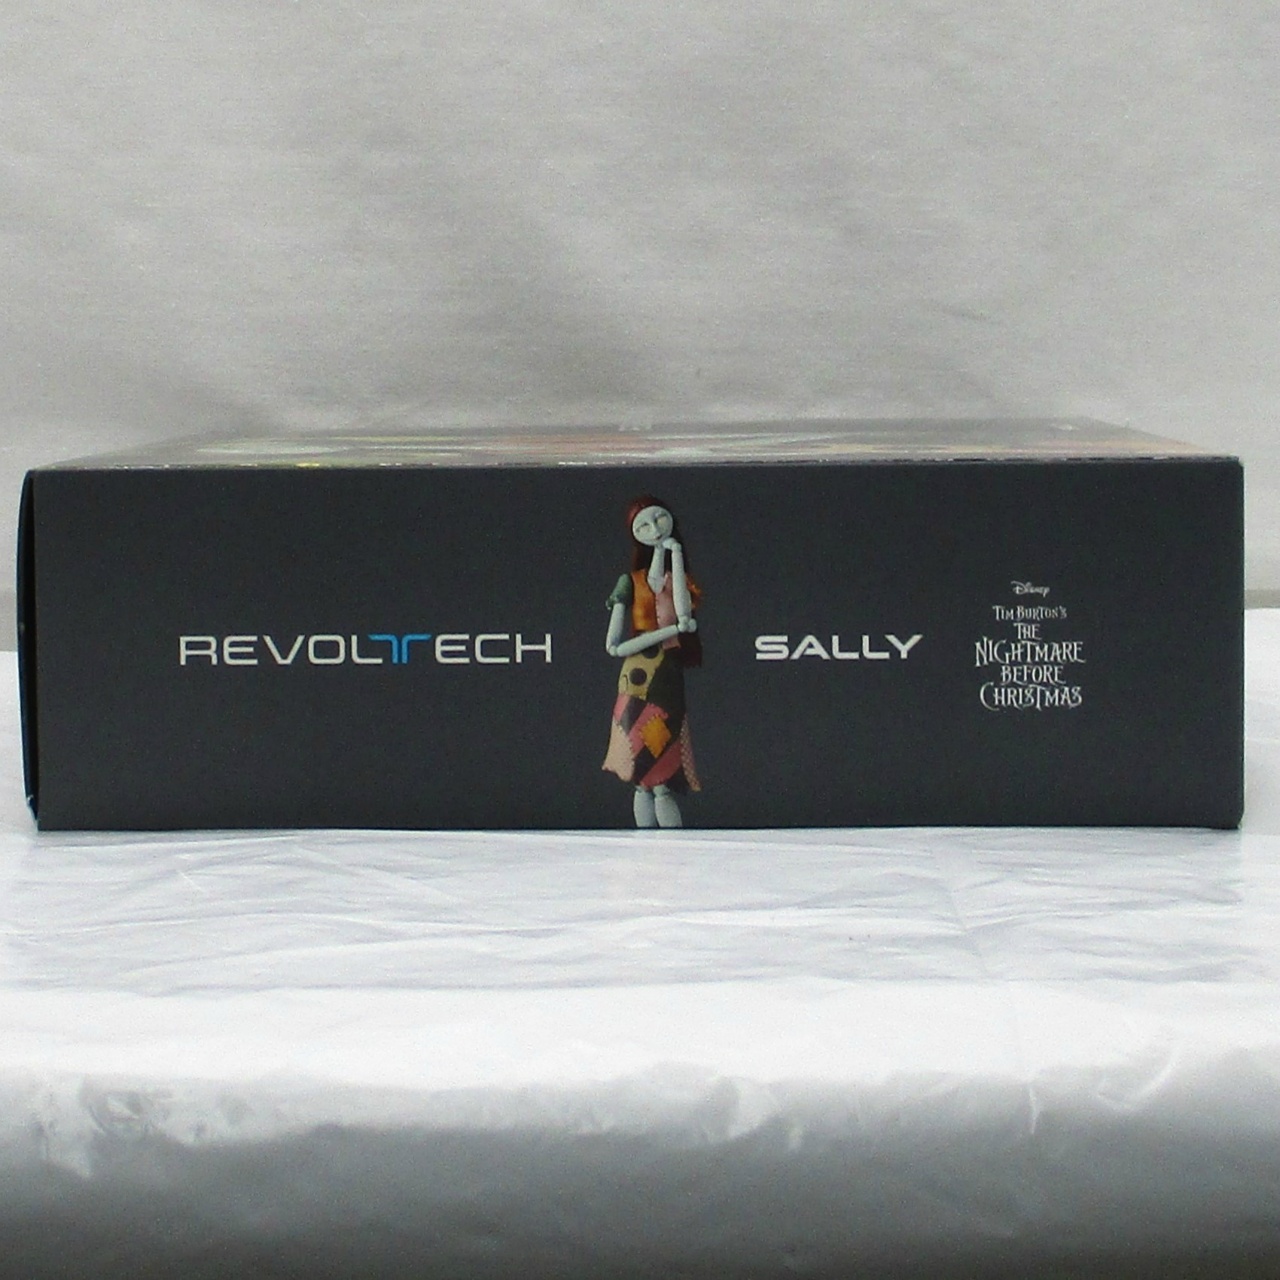 REVOLTECH
SALLY
Disney
TIM BURTON'S
THE
NIGHTMARE
BEFORE
CHRISTMAS